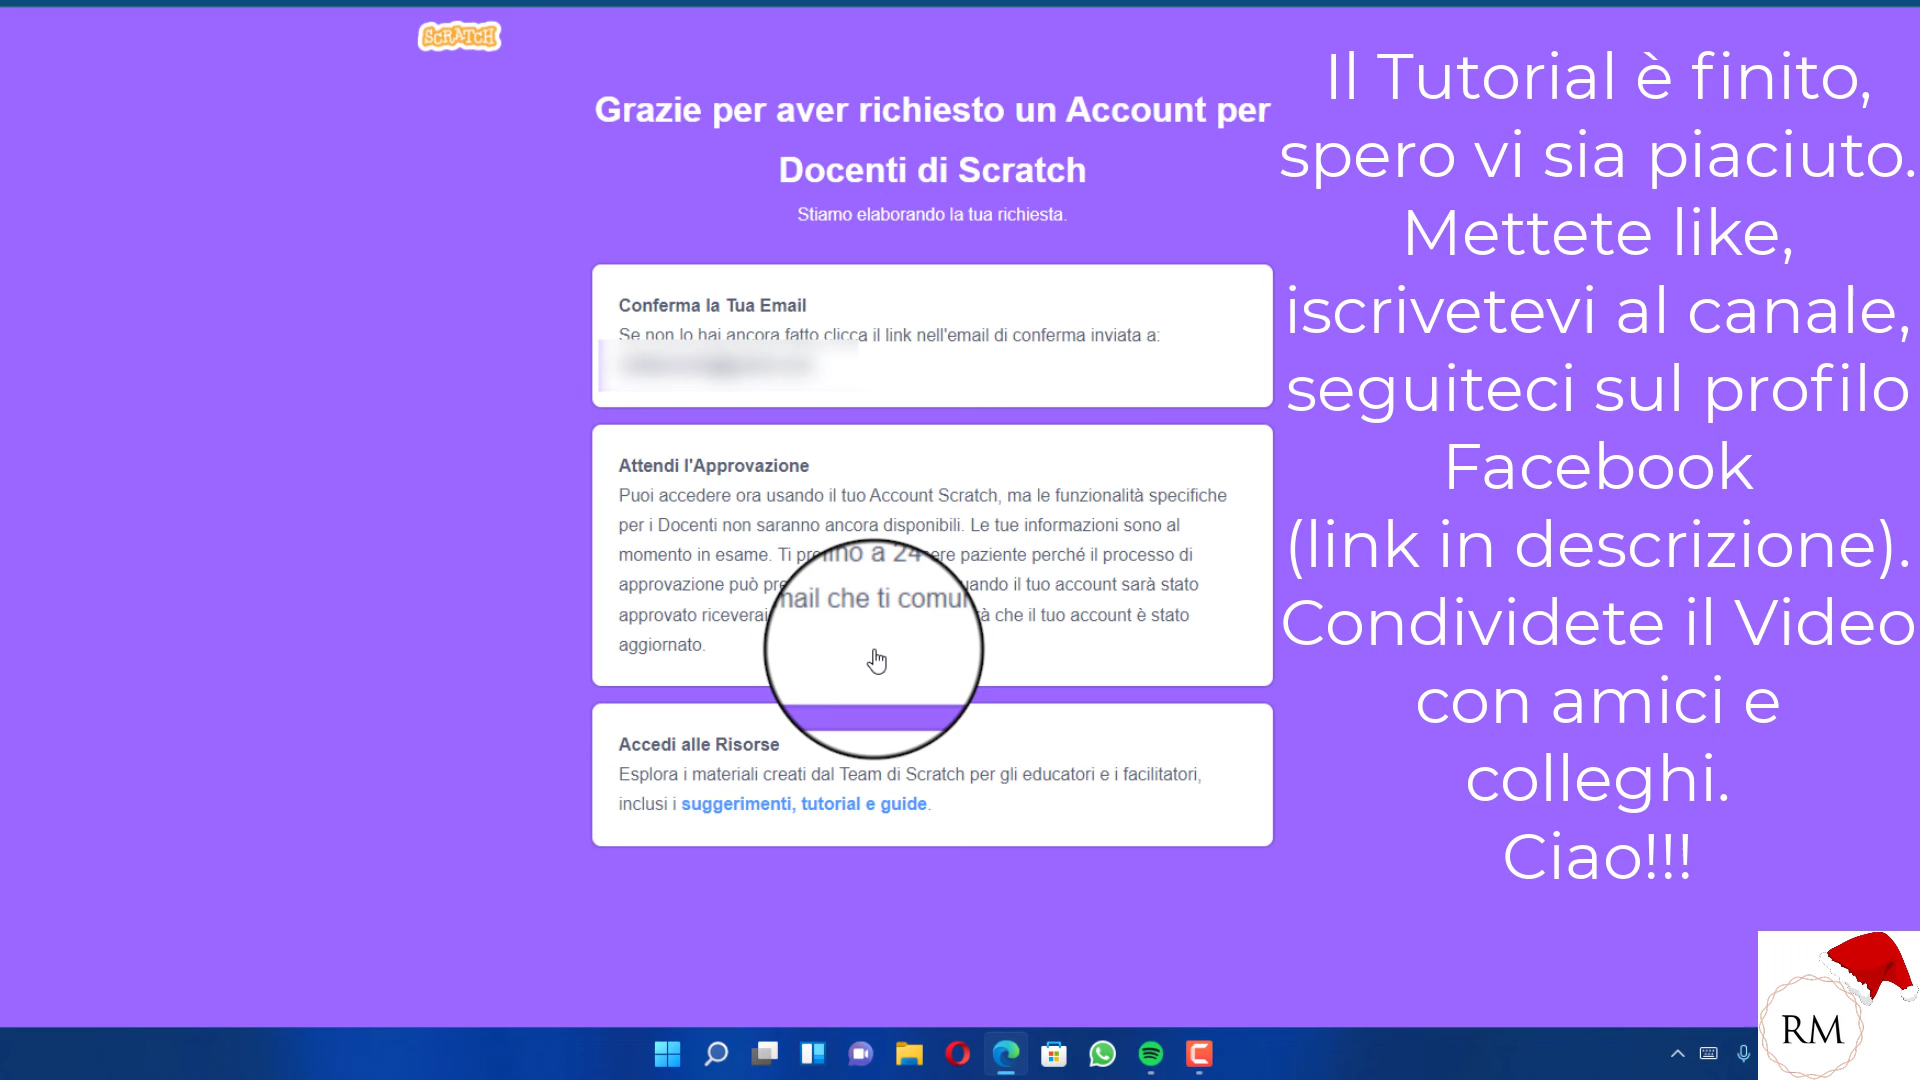 SCRATCH
Grazie per aver richiesto un Account per
Docenti di Scratch
Stiamo elaborando la tua richiesta.
Conferma la Tua Email
Se non lo hai ancora fatto clicca il link nell'email di conferma inviata a:
Attendi l'Approvazione
Puoi accedere ora usando il tuo Account Scratch, ma le funzionalità specifiche
per i Docenti non saranno ancora disponibili. Le tue informazioni sono al
momento in esame. Ti pr fino a 24 ere paziente perché il processo di
approvazione può pre uando il tuo account sarà stato
approvato riceverai mail che ti comun rà che il tuo account è stato
aggiornato.
Accedi alle Risorse
Esplora i materiali creati dal Team di Scratch per gli educatori e i facilitatori,
inclusi i suggerimenti, tutorial e guide.
Il Tutorial è finito,
spero vi sia piaciuto.
Mettete like,
iscrivetevi al canale,
seguiteci sul profilo
Facebook
(link in descrizione).
Condividete il Video
con amici e
colleghi.
Ciao!!!
RM